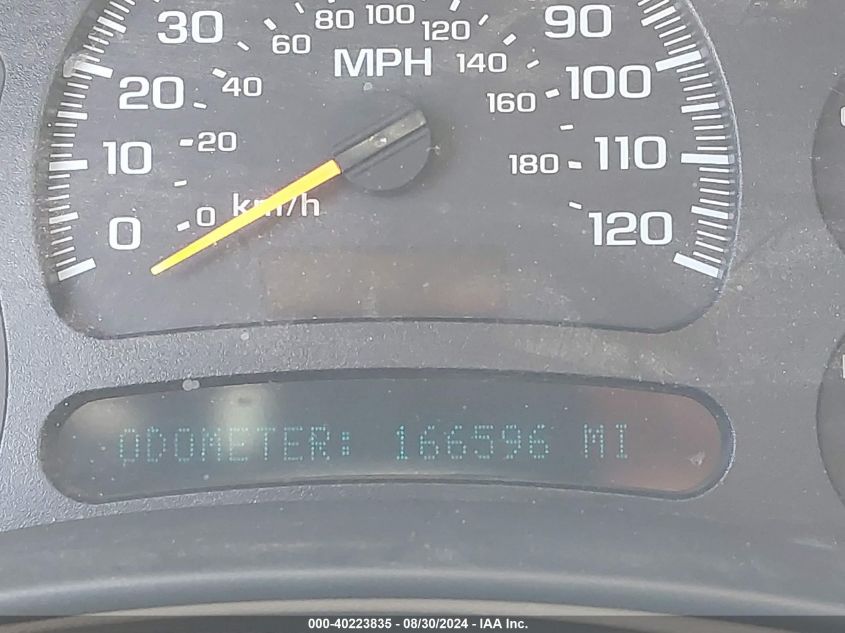 30 80 100 120 90
60 MPH 140
20 40 160 100
10 20 180 110
0 0 km/h 120
ODOMETER: 166596 MI
000-40223835 - 08/30/2024 - IAA Inc.